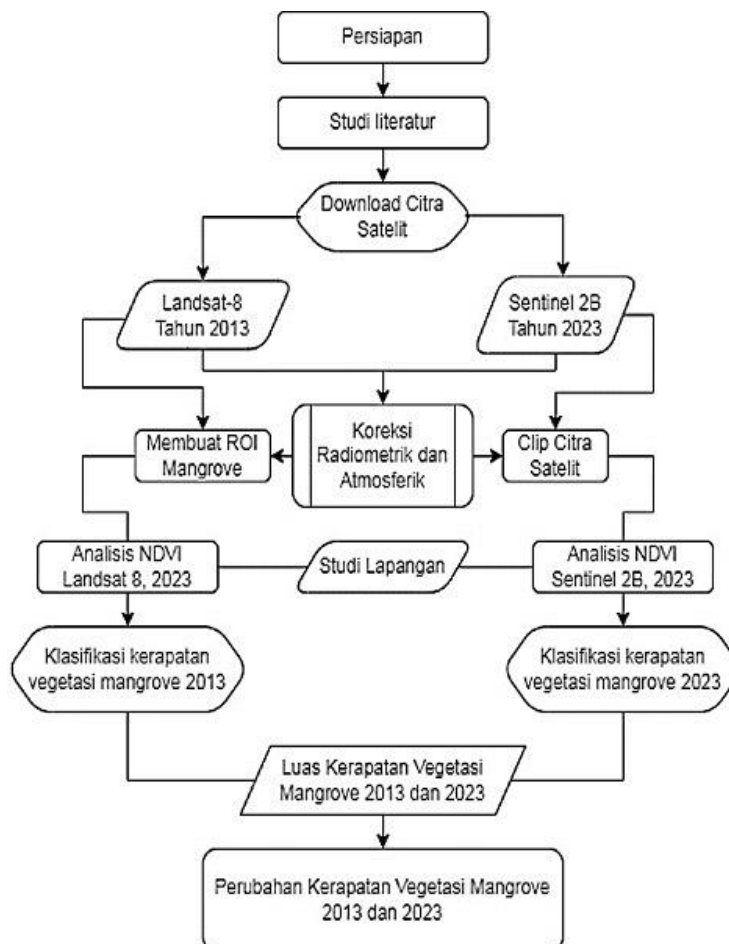 Persiapan
Studi literatur
Download Citra
Satelit
Landsat-8
Tahun 2013
Sentinel 2B
Tahun 2023
Membuat ROI
Mangrove
Koreksi
Radiometrik dan
Atmosferik
Clip Citra
Satelit
Analisis NDVI
Landsat 8, 2023
Studi Lapangan
Analisis NDVI
Sentinel 2B, 2023
Klasifikasi kerapatan
vegetasi mangrove 2013
Klasifikasi kerapatan
vegetasi mangrove 2023
Luas Kerapatan Vegetasi
Mangrove 2013 dan 2023
Perubahan Kerapatan Vegetasi Mangrove
2013 dan 2023